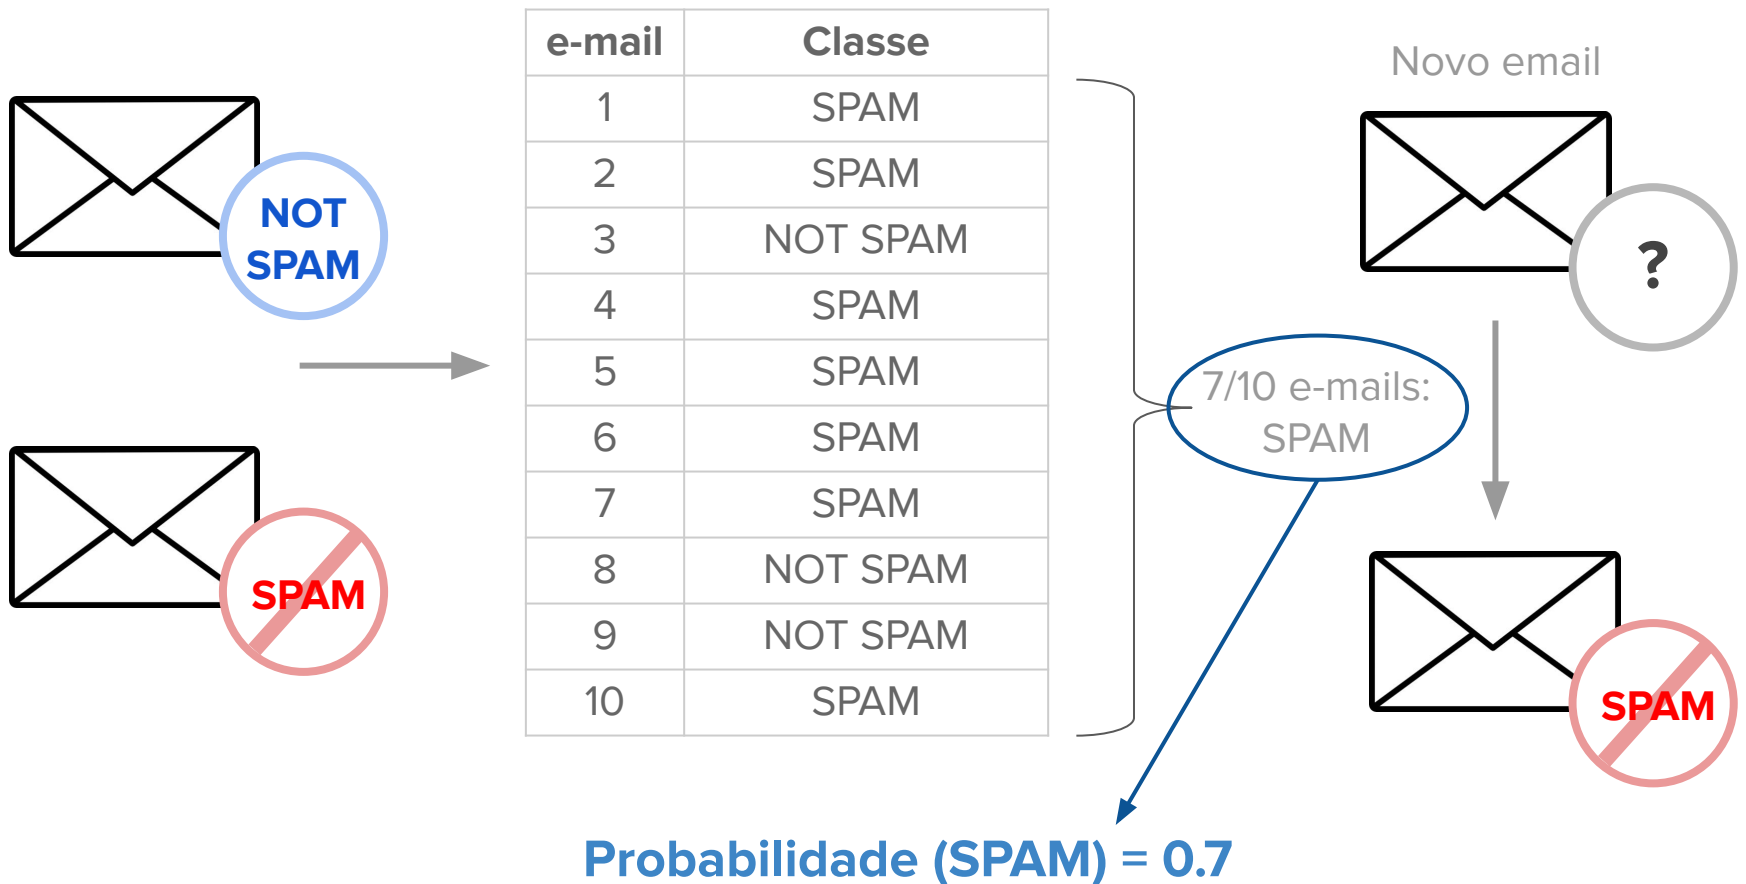 NOT
SPAM
SPAM
e-mail Classe
1 SPAM
2 SPAM
3 NOT SPAM
4 SPAM
5 SPAM
6 SPAM
7 SPAM
8 NOT SPAM
9 NOT SPAM
10 SPAM
7/10 e-mails:
SPAM
Novo email
?
SPAM
Probabilidade (SPAM) = 0.7